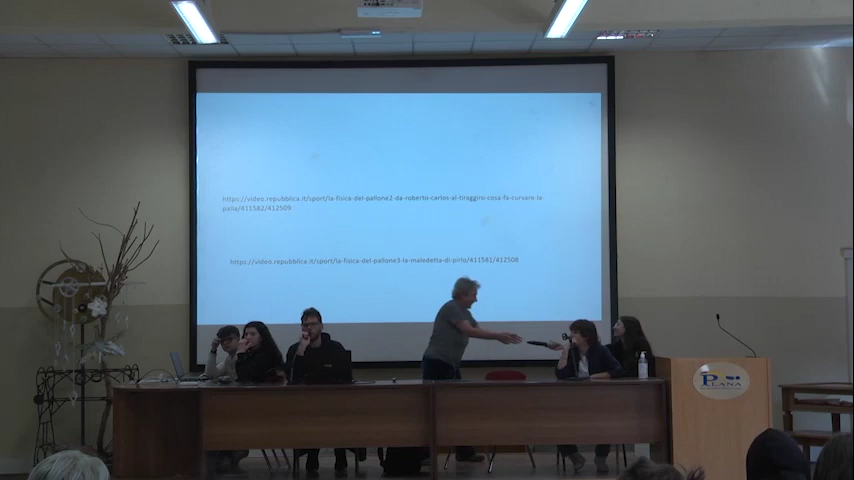 https://video.repubblica.it/sport/la-fisica-del-pallone2-da-roberto-carlos-al-tiraggiro-cosa-fa-curvare-la-
palla/411582/412509
https://video.repubblica.it/sport/la-fisica-del-pallone3-la-maledetta-di-pirlo/411581/412508
PLANA